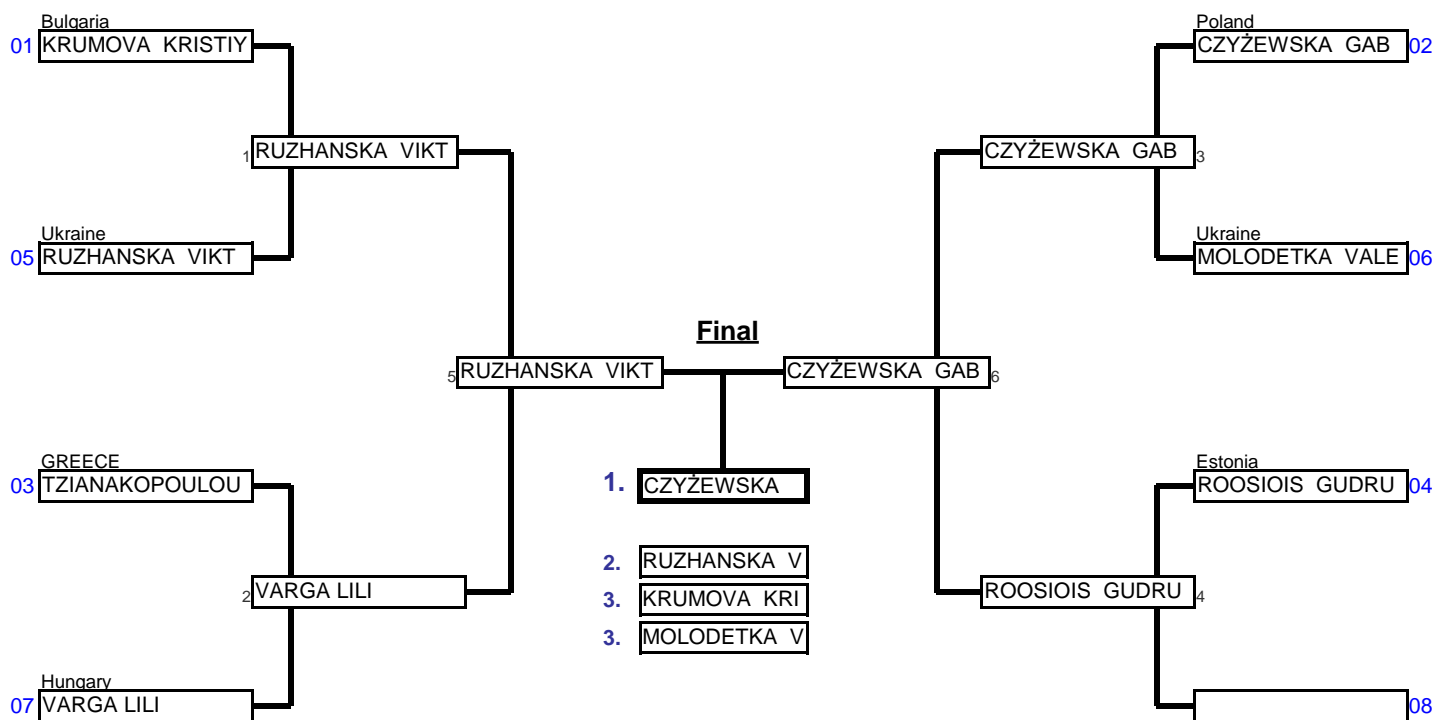 Bulgaria
01 KRUMOVA KRISTIY
Poland
CZYŻEWSKA GAB 02
1 RUZHANSKA VIKT
CZYŻEWSKA GAB 3
Ukraine
05 RUZHANSKA VIKT
Ukraine
MOLODETKA VALE 06
Final
5 RUZHANSKA VIKT
CZYŻEWSKA GAB 6
GREECE
03 TZIANAKOPOULOU
1. CZYŻEWSKA
Estonia
ROOSIOIS GUDRU 04
2. RUZHANSKA V
2 VARGA LILI
3. KRUMOVA KRI
ROOSIOIS GUDRU 4
3. MOLODETKA V
Hungary
07 VARGA LILI
08